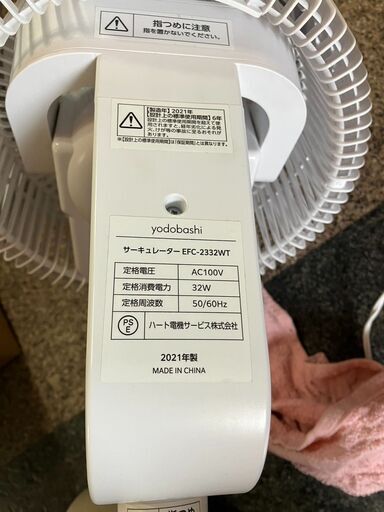 指つめに注意
指を置かないでください。
【製造年】2021年
【設計上の標準使用期間】6年
設計上の標準使用期間を超えて使
用されますと、経年劣化による発
火、けが等の事故に至るおそれが
あります。
※【設計上の標準使用期間】は「保証期間」とは異なります。
yodobashi
サーキュレーター EFC-2332WT
定格電圧 AC100V
定格消費電力 32W
定格周波数 50/60Hz
PS
E
ハート電機サービス株式会社
2021年製
MADE IN CHINA
指つめ